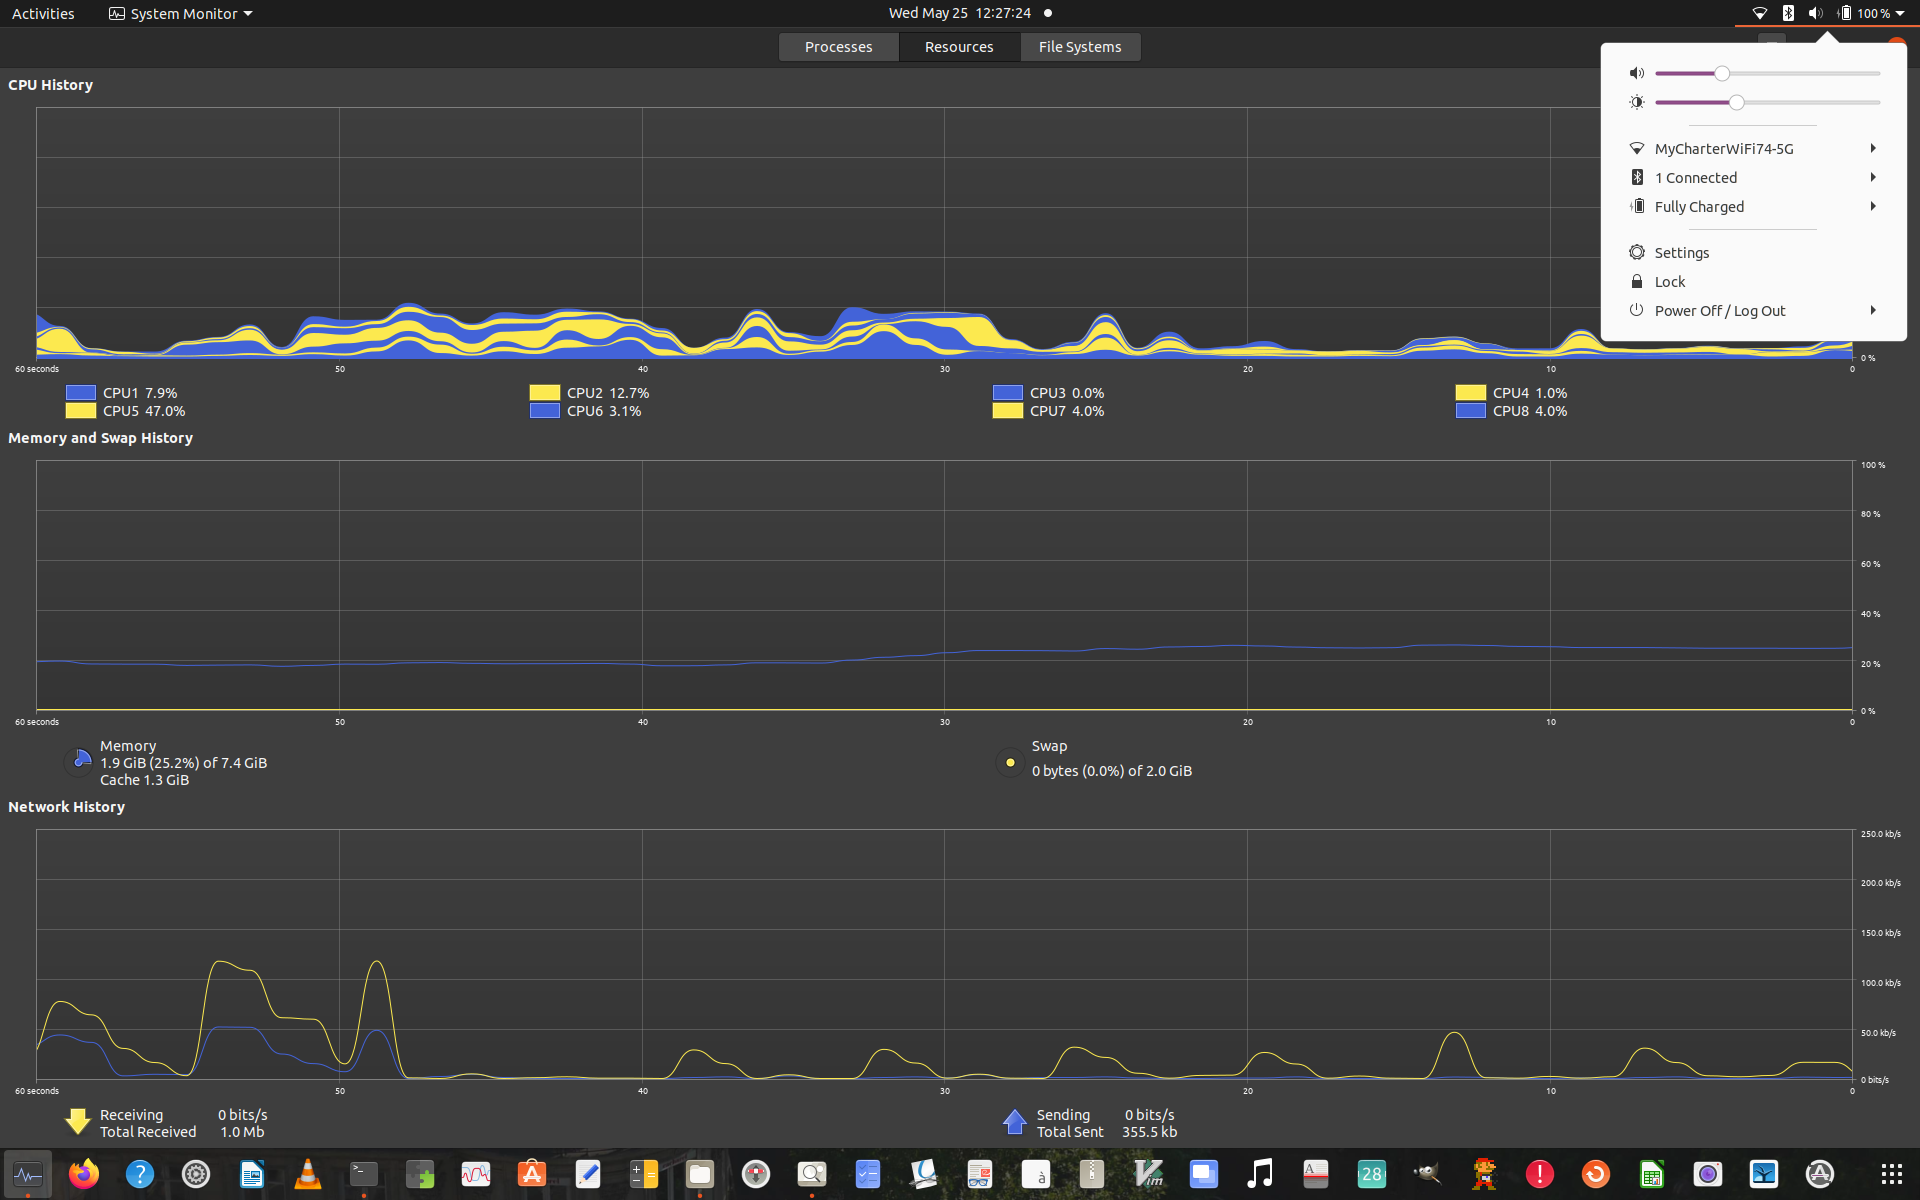 Activities
System Monitor
Wed May 25 12:27:24
100 %
Processes
Resources
File Systems
MyCharterWiFi74-5G
1 Connected
Fully Charged
Settings
Lock
Power Off / Log Out
CPU History
0 %
60 seconds 50 40 30 20 10 0
CPU1 7.9% CPU2 12.7% CPU3 0.0% CPU4 1.0%
CPU5 47.0% CPU6 3.1% CPU7 4.0% CPU8 4.0%
Memory and Swap History
100 %
80 %
60 %
40 %
20 %
0 %
60 seconds 50 40 30 20 10 0
Memory
1.9 GiB (25.2%) of 7.4 GiB
Cache 1.3 GiB
Swap
0 bytes (0.0%) of 2.0 GiB
Network History
250.0 kb/s
200.0 kb/s
150.0 kb/s
100.0 kb/s
50.0 kb/s
0 bits/s
60 seconds 50 40 30 20 10 0
Receiving 0 bits/s
Total Received 1.0 Mb
Sending 0 bits/s
Total Sent 355.5 kb
à
Vim
A
28